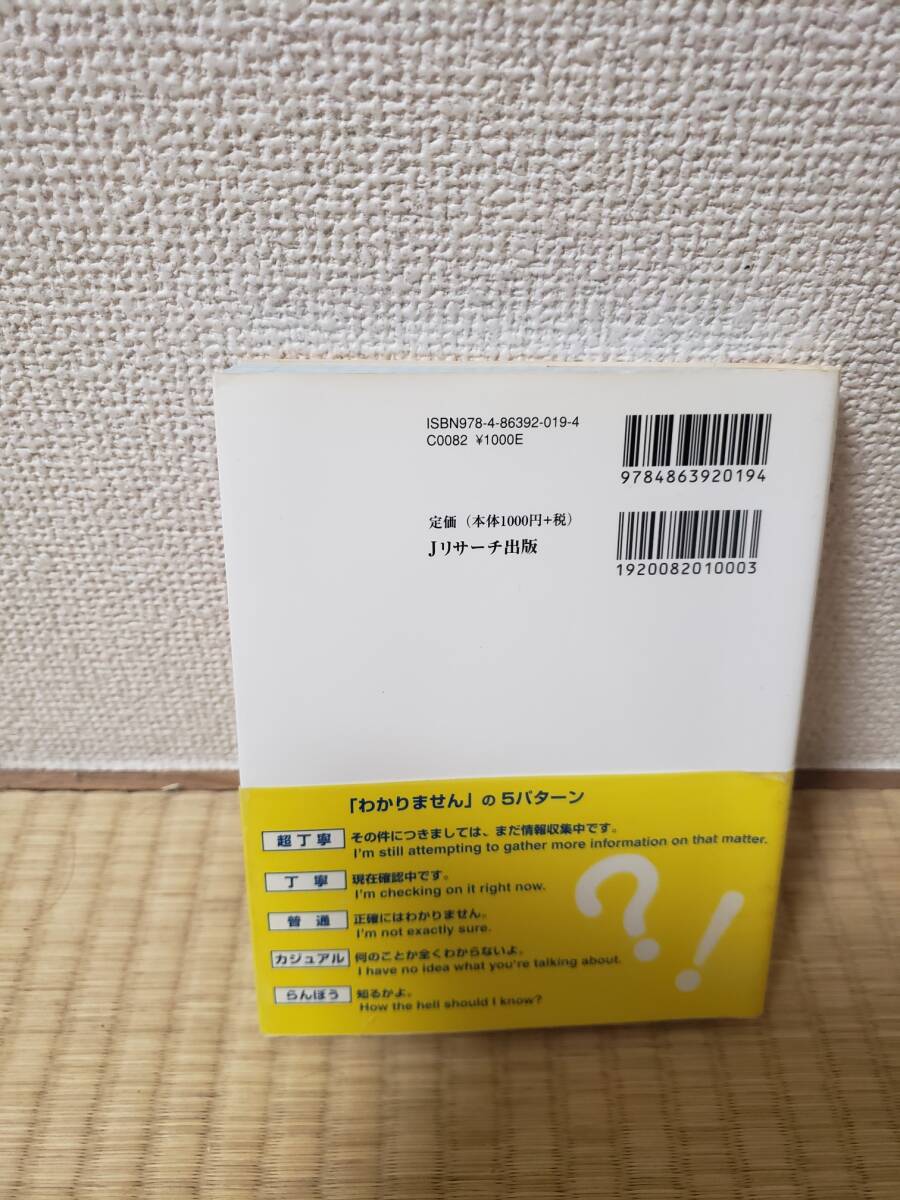 ISBN978-4-86392-019-4
C0082 ¥1000E
9784863920194
定価（本体1000円+税）
Jリサーチ出版
1920082010003
「わかりません」の5パターン
超丁寧 その件につきましては、まだ情報収集中です。
I'm still attempting to gather more information on that matter.
丁寧 現在確認中です。
I'm checking on it right now.
普通 正確にはわかりません。
I'm not exactly sure.
カジュアル 何のことか全くわからないよ。
I have no idea what you're talking about.
らんぼう 知るかよ。
How the hell should I know?
?!